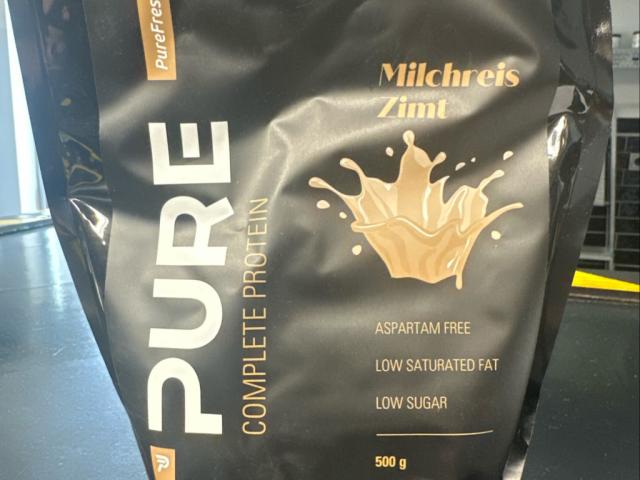 PureFres
PURE
COMPLETE PROTEIN
Milchreis
Zimt
ASPARTAM FREE
LOW SATURATED FAT
LOW SUGAR
500 g